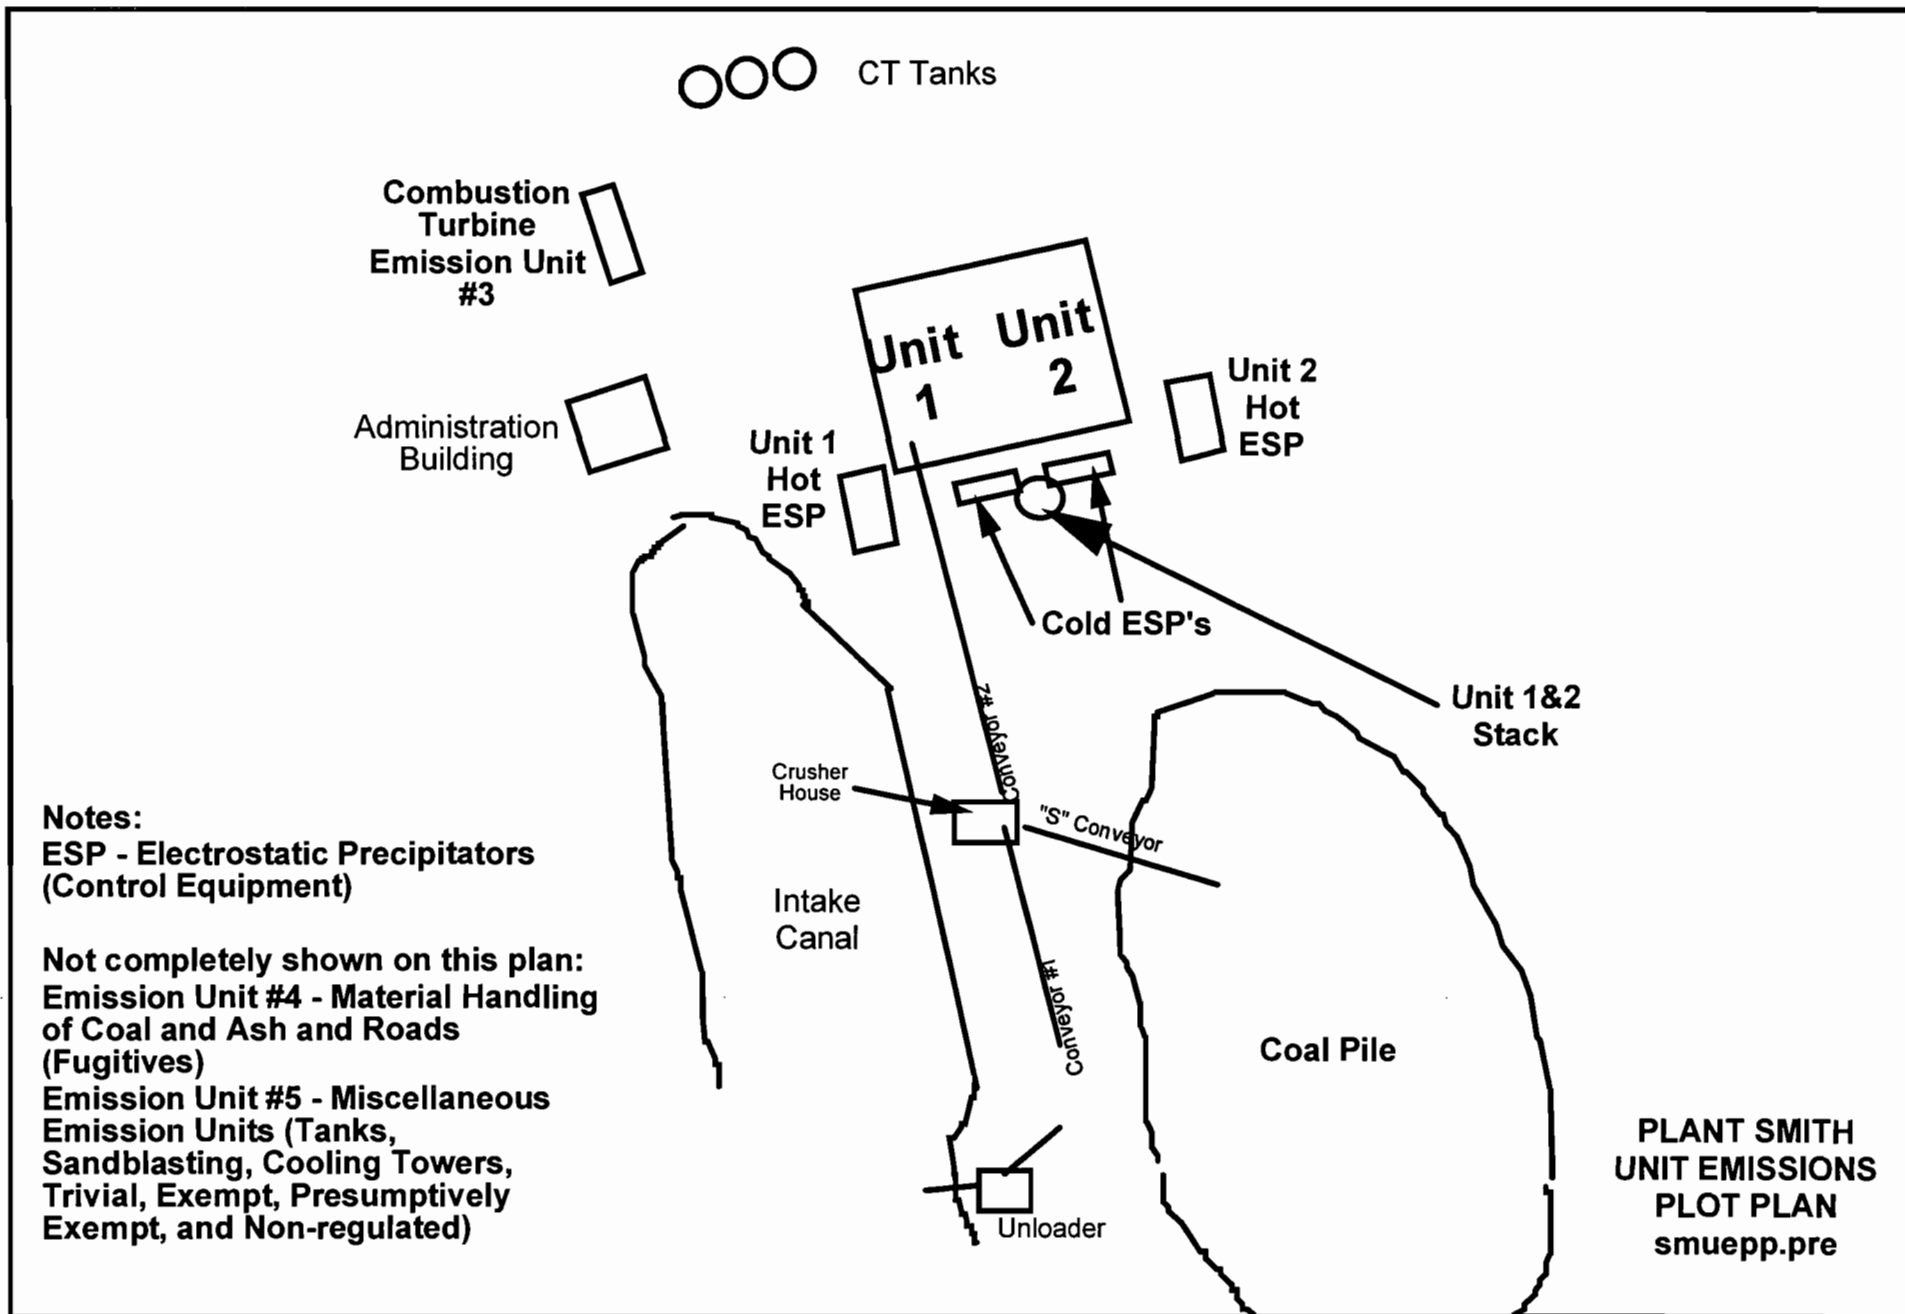 CT Tanks
Combustion
Turbine
Emission Unit
#3
Unit
1
Unit
2
Unit 2
Hot
ESP
Administration
Building
Unit 1
Hot
ESP
Cold ESP's
Unit 1&2
Stack
Conveyor #2
Crusher
House
"S" Conveyor
Intake
Canal
Conveyor #1
Coal Pile
Unloader
Notes:
ESP - Electrostatic Precipitators
(Control Equipment)
Not completely shown on this plan:
Emission Unit #4 - Material Handling
of Coal and Ash and Roads
(Fugitives)
Emission Unit #5 - Miscellaneous
Emission Units (Tanks,
Sandblasting, Cooling Towers,
Trivial, Exempt, Presumptively
Exempt, and Non-regulated)
PLANT SMITH
UNIT EMISSIONS
PLOT PLAN
smuepp.pre